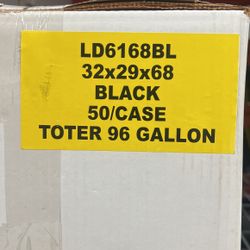 LD6168BL
32x29x68
BLACK
50/CASE
TOTER 96 GALLON